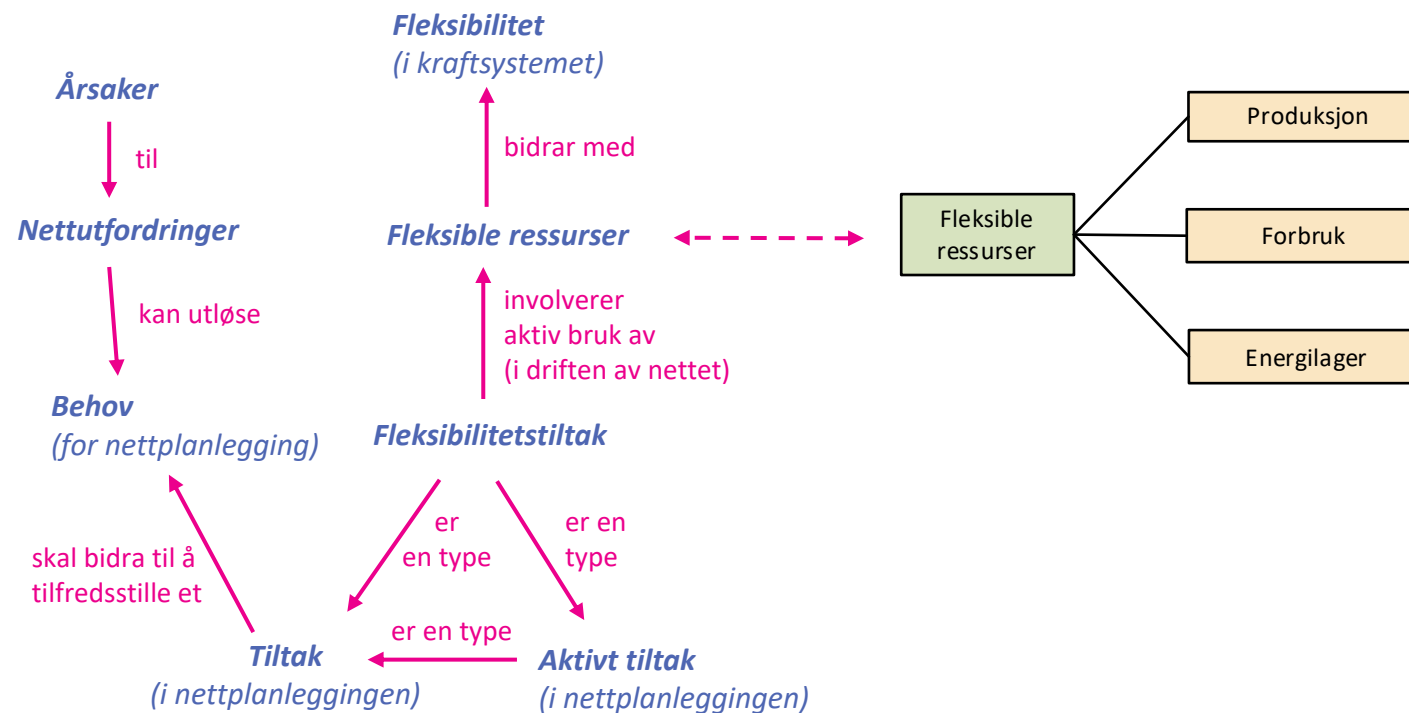 Fleksibilitet
(i kraftsystemet)
Årsaker
til
bidrar med
Nettutfordringer
Fleksible ressurser
kan utløse
involverer
aktiv bruk av
(i driften av nettet)
Behov
(for nettplanlegging)
Fleksibilitetstiltak
skal bidra til å
tilfredsstille et
er
en type
er en
type
er en type
Tiltak
(i nettplanleggingen)
Aktivt tiltak
(i nettplanleggingen)
Fleksible
ressurser
Produksjon
Forbruk
Energilager